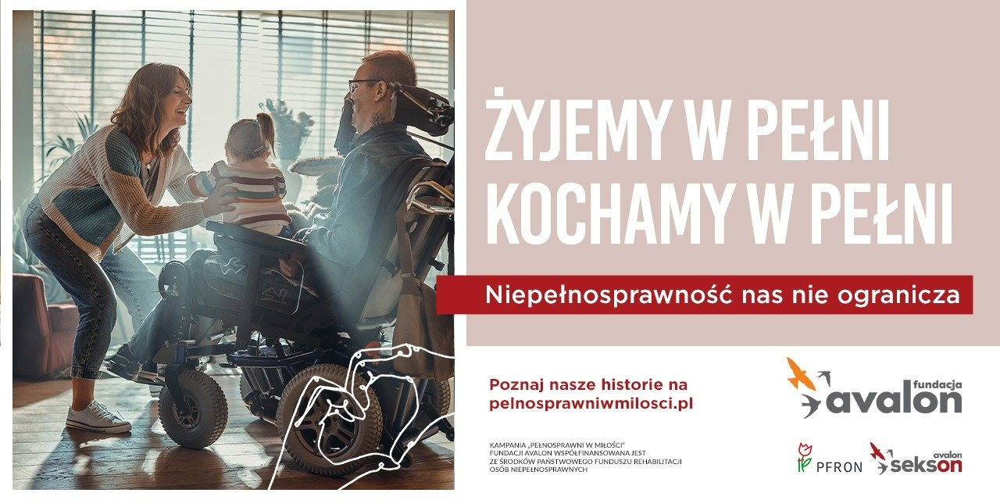 ŻYJEMY W PEŁNI
KOCHAMY W PEŁNI
Niepełnosprawność nas nie ogranicza
Poznaj nasze historie na
pelnosprawniwmilosci.pl
fundacja
avalon
KAMPANIA „PEŁNOSPRAWNI W MIŁOŚCI”
FUNDACJI AVALON WSPÓŁFINANSOWANA JEST
ZE ŚRODKÓW PAŃSTWOWEGO FUNDUSZU REHABILITACJI
OSÓB NIEPEŁNOSPRAWNYCH
PFRON
avalon
sekson